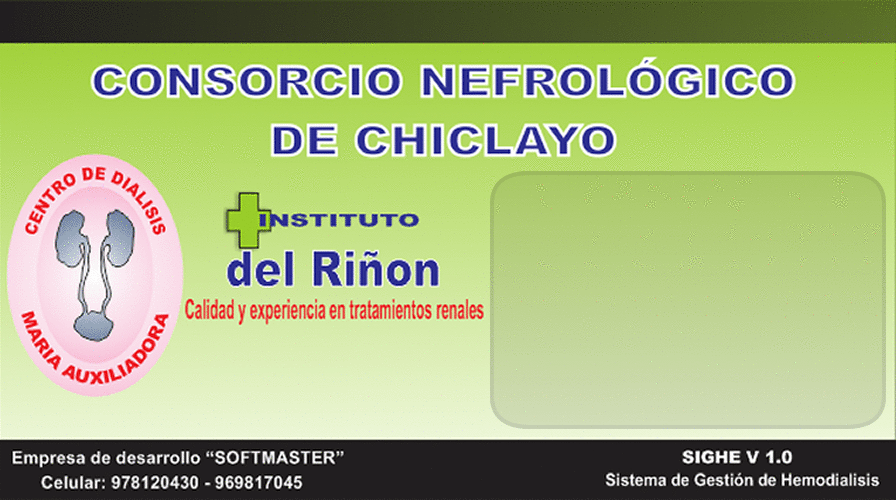 CONSORCIO NEFROLÓGICO
DE CHICLAYO
CENTRO DE DIALISIS
MARIA AUXILIADORA
INSTITUTO
del Riñon
Calidad y experiencia en tratamientos renales
Empresa de desarrollo “SOFTMASTER”
Celular: 978120430 - 969817045
SIGHE V 1.0
Sistema de Gestión de Hemodialisis